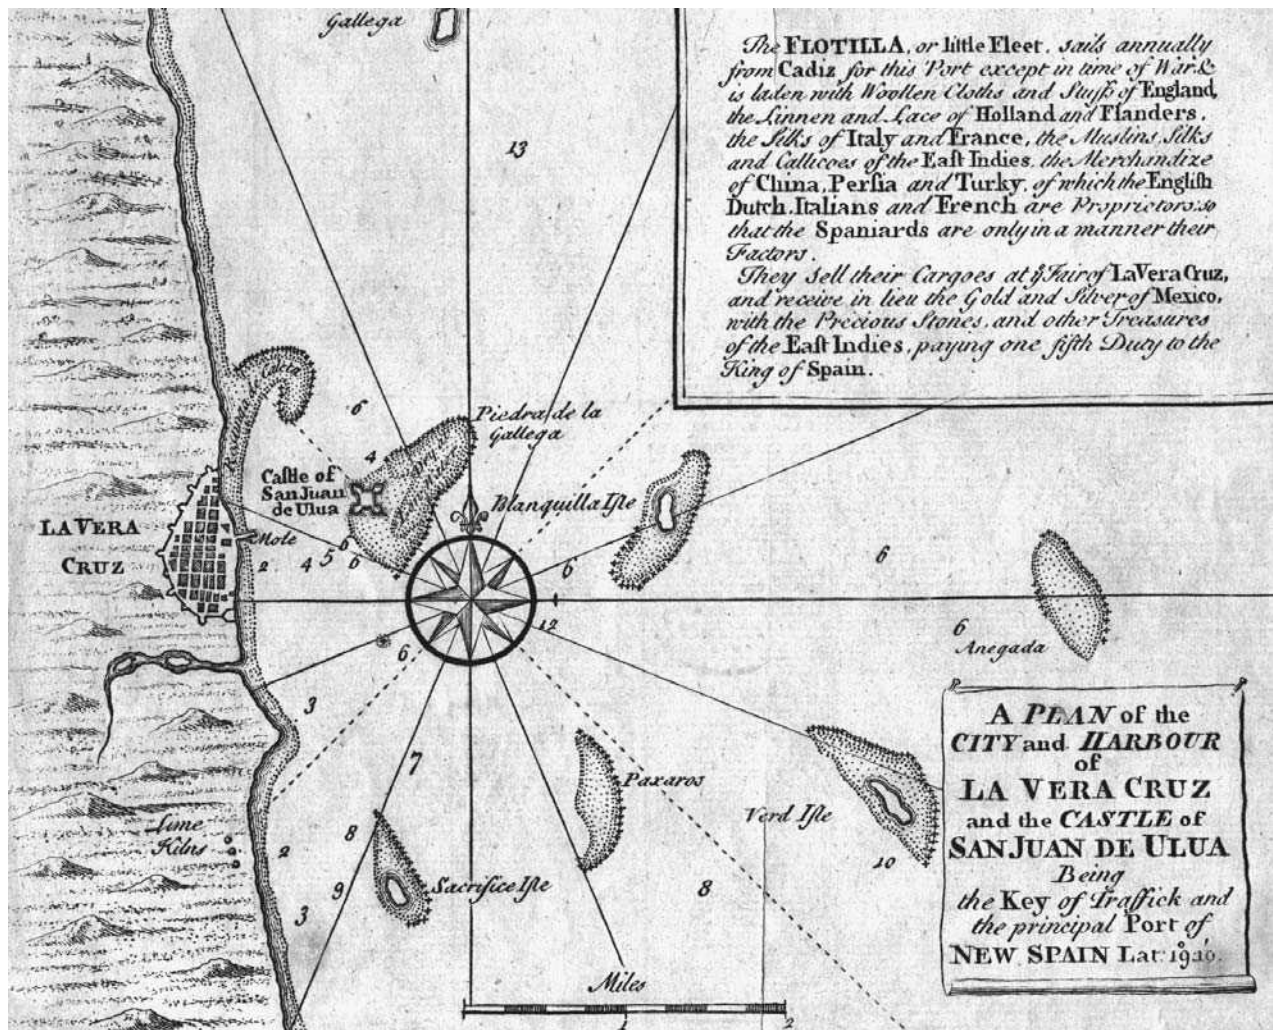 Gallega
The FLOTILLA, or little Fleet, sails annually
from Cadiz for this Port except in time of War, &
is laden with Woollen Cloths and Stuffs of England,
the Linnen and Lace of Holland and Flanders,
the Silks of Italy and France, the Muslins, Silks
and Callicoes of the East Indies, the Merchandize
of China, Persia and Turky, of which the English
Dutch, Italians and French are Proprietors: so
that the Spaniards are only in a manner their
Factors.
They Sell their Cargoes at ye Fair of La Vera Cruz,
and receive in lieu the Gold and Silver of Mexico,
with the Precious Stones, and other Treasures
of the East Indies, paying one fifth Duty to the
King of Spain.
13
de Caleta
6
4
Piedra de la
Gallega
Castle of
San Juan
de Ulua
Blanquilla Isle
LA VERA
CRUZ
Mole
2
4
5
6
6
6
6
12
6
Anegada
6
3
7
Paxaros
Verd Isle
10
Lime
Kilns
2
8
9
3
Sacrifice Isle
8
A PLAN of the
CITY and HARBOUR
of
LA VERA CRUZ
and the CASTLE of
SAN JUAN DE ULUA
Being
the Key of Traffick and
the principal Port of
NEW SPAIN Lat. 19°.10'.
Miles
1
2